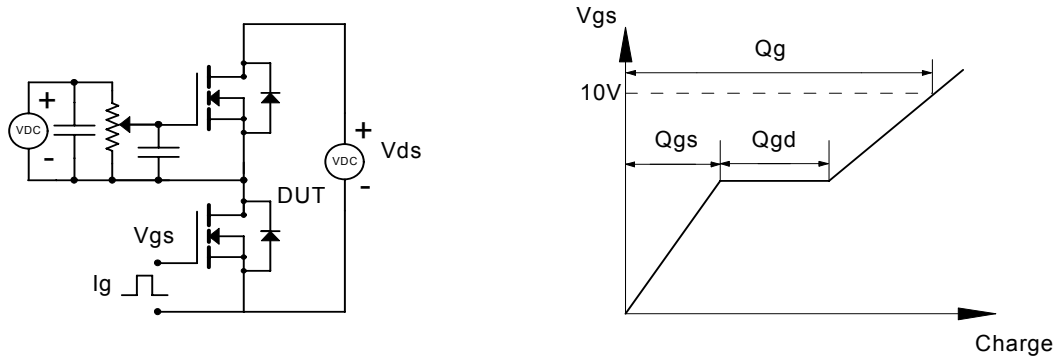 +
VDC
-
+
VDC
Vds
-
DUT
Vgs
Ig
Vgs
Qg
10V
Qgs
Qgd
Charge